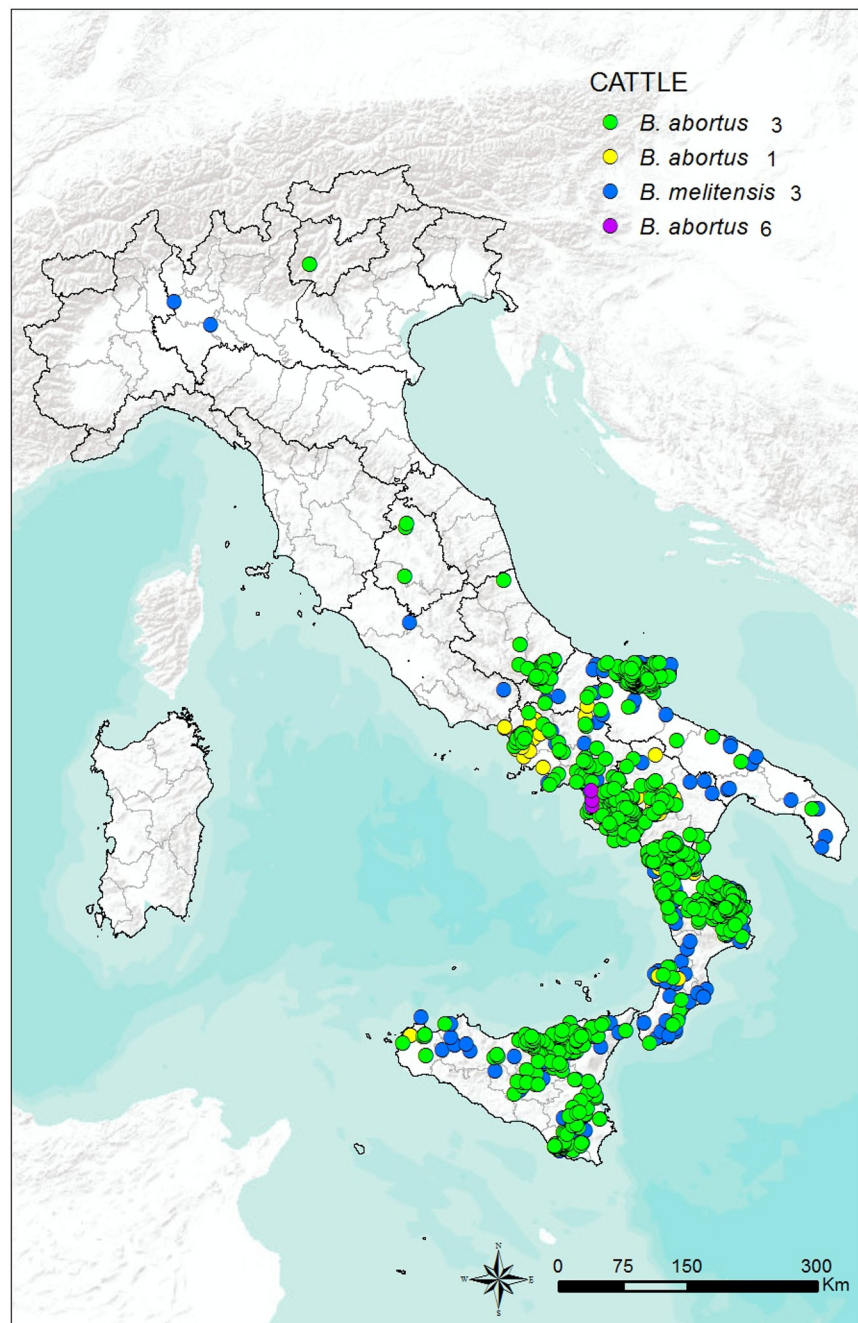 CATTLE
B. abortus 3
B. abortus 1
B. melitensis 3
B. abortus 6
N
W E
S
0 75 150 300
Km